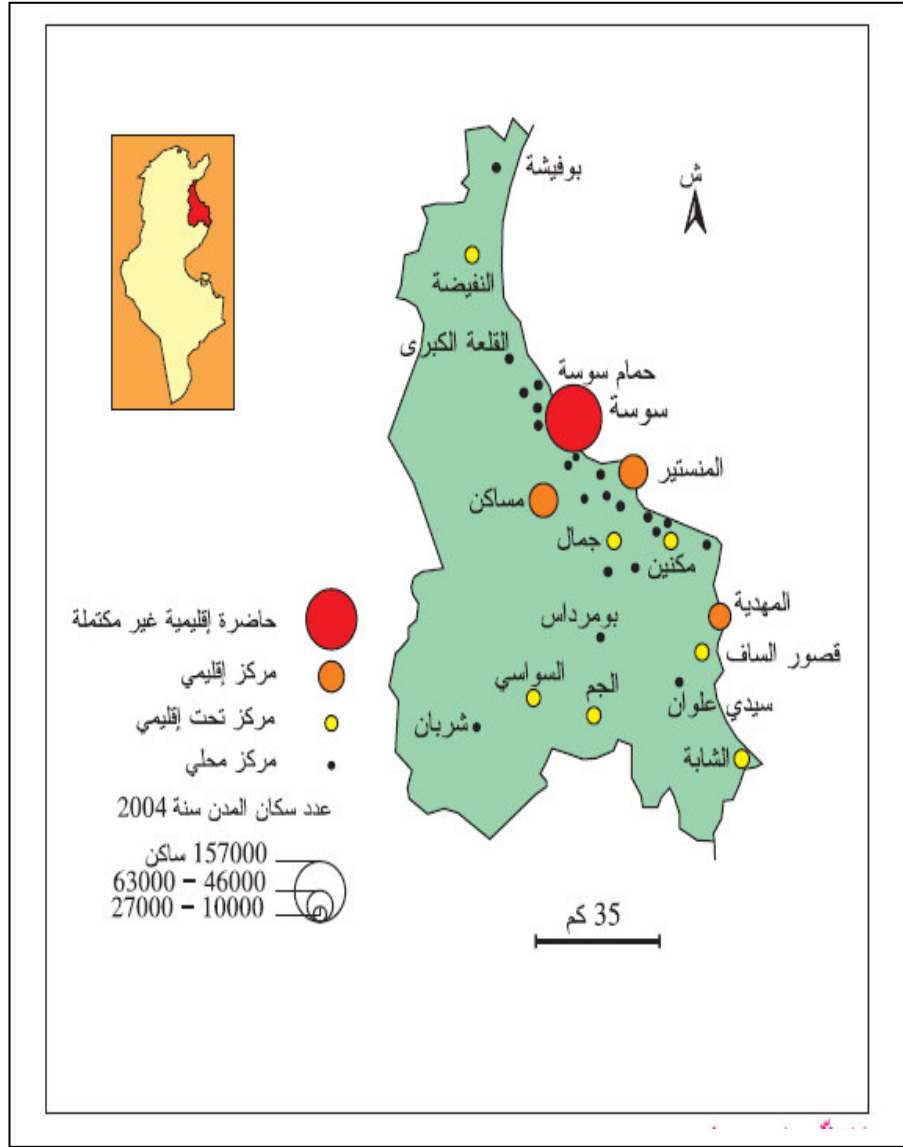 بوفيشة
ش
النفيضة
القلعة الكبرى
حمام سوسة
سوسة
المنستير
مساكن
جمال
مكنين
المهدية
بومرداس
قصور الساف
السواسي
الجم
سيدي علوان
شربان
الشابة
حاضرة إقليمية غير مكتملة
مركز إقليمي
مركز تحت إقليمي
مركز محلي
عدد سكان المدن سنة 2004
157000 ساكن
63000 – 46000
27000 – 10000
35 كم